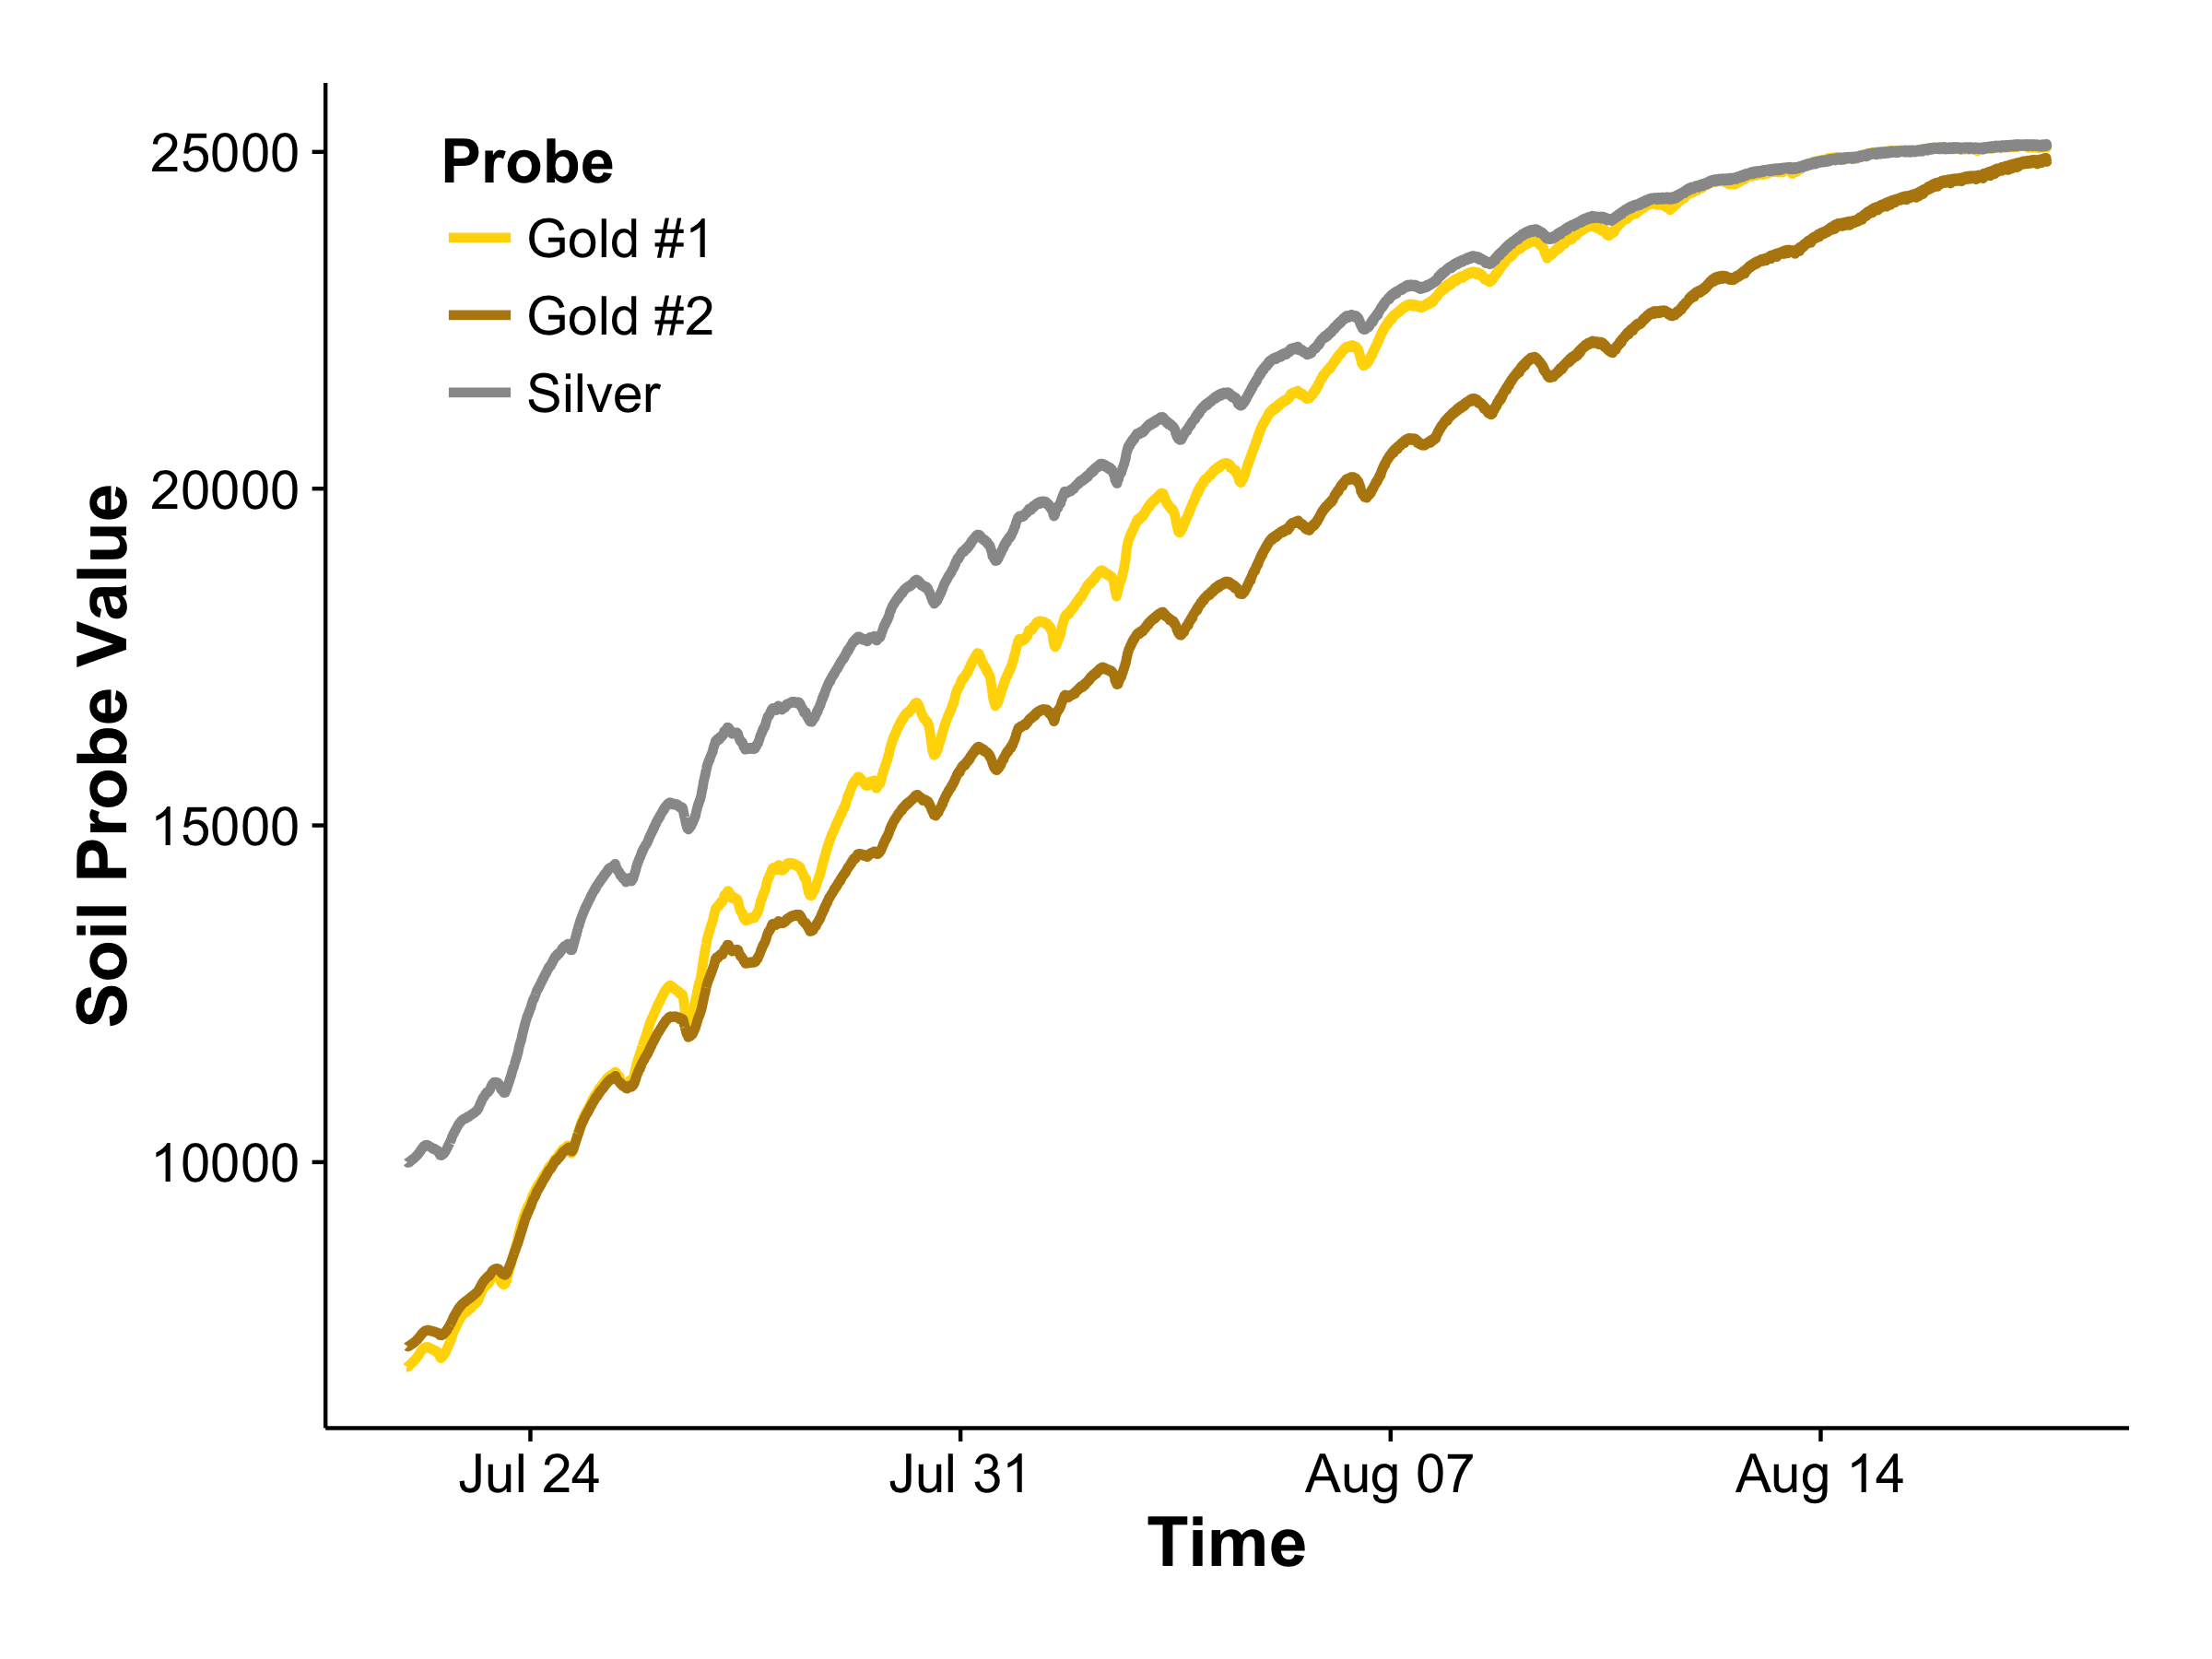 Probe
Gold #1
Gold #2
Silver
25000
20000
15000
10000
Soil Probe Value
Jul 24
Jul 31
Aug 07
Aug 14
Time